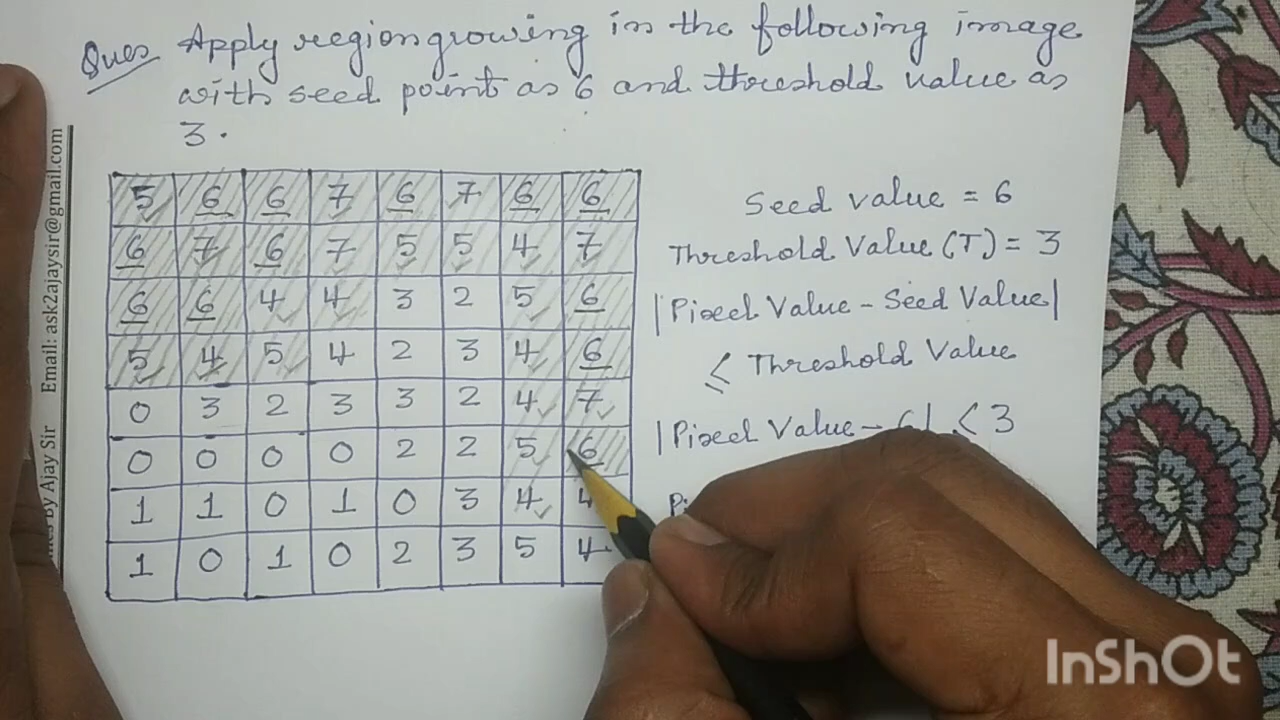 Ques Apply region growing in the following image
with seed point as 6 and threshold value as
3.
5 6 6 7 6 7 6 6
6 7 6 7 5 5 4 7
6 6 4 4 3 2 5 6
5 4 5 4 2 3 4 6
0 3 2 3 3 2 4 7
0 0 0 0 2 2 5 6
1 1 0 1 0 3 4 4
1 0 1 0 2 3 5 4
Seed value = 6
Threshold Value (T) = 3
|Pixel Value - Seed Value|
≤ Threshold Value
|Pixel Value - 6| < 3
By Ajay Sir Email: ask2ajaysir@gmail.com
InShOt